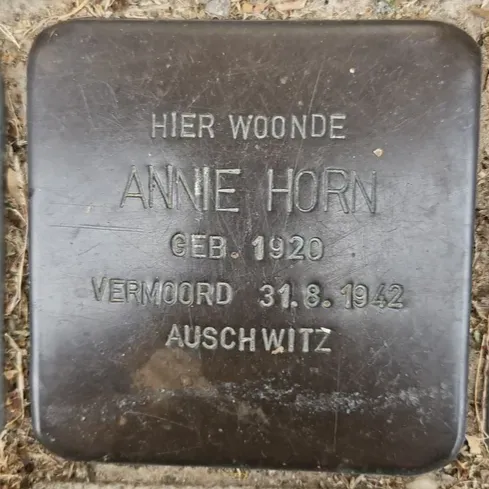 HIER WOONDE
ANNIE HORN
GEB. 1920
VERMOORD 31.8.1942
AUSCHWITZ